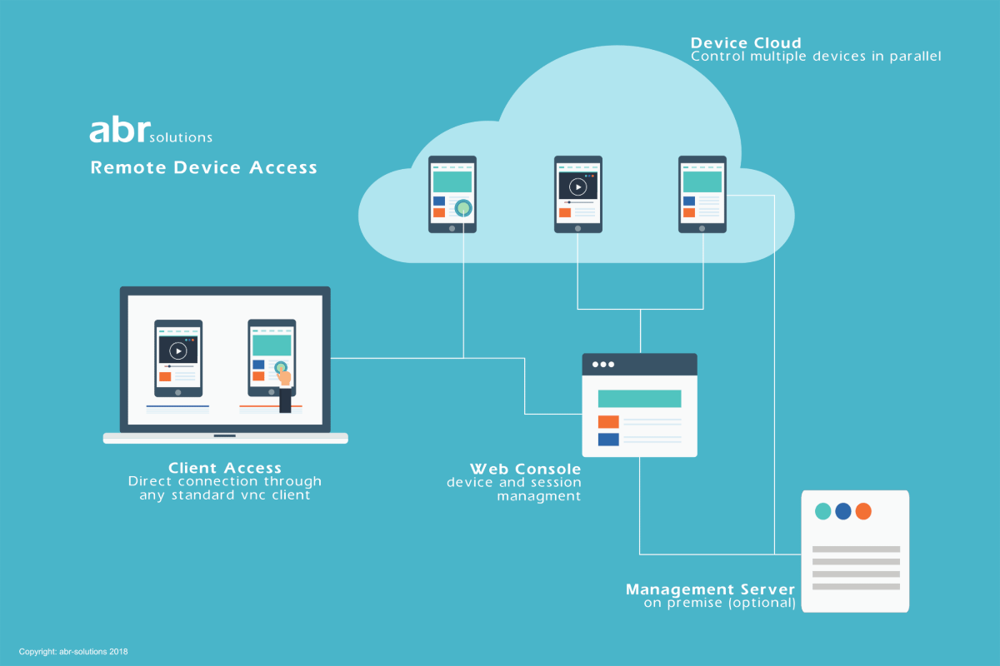 Device Cloud
Control multiple devices in parallel
abr solutions
Remote Device Access
Client Access
Direct connection through
any standard vnc client
Web Console
device and session
managment
Management Server
on premise (optional)
Copyright: abr-solutions 2018